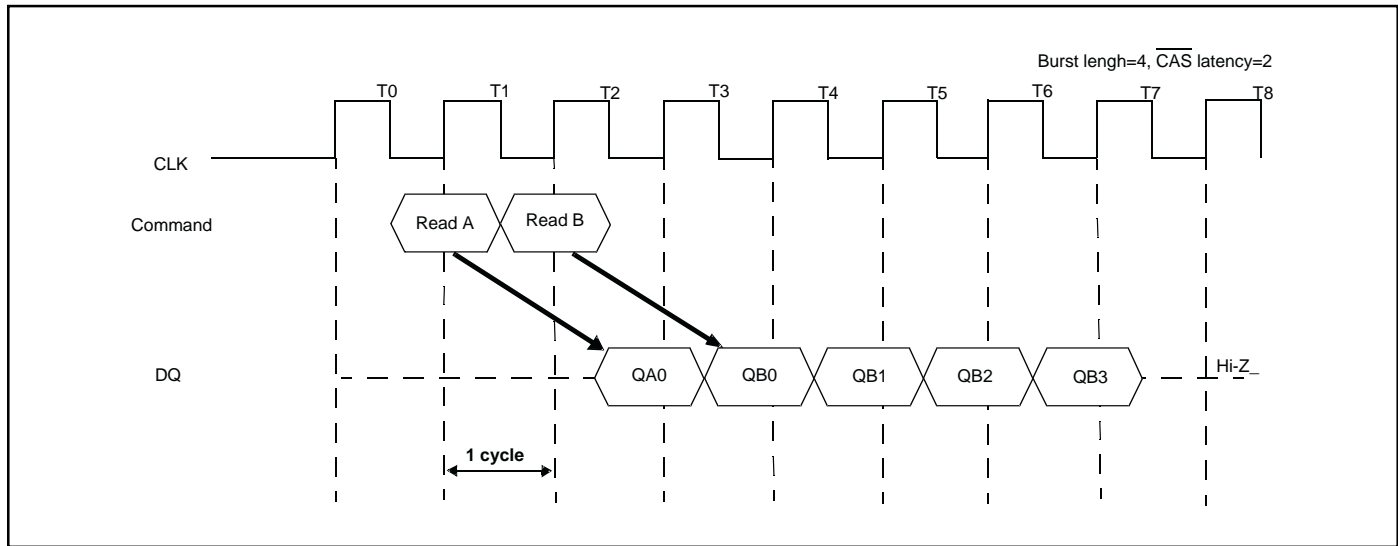 Burst lengh=4, CAS latency=2
T0 T1 T2 T3 T4 T5 T6 T7 T8
CLK
Command
Read A Read B
DQ
QA0 QB0 QB1 QB2 QB3 Hi-Z_
1 cycle